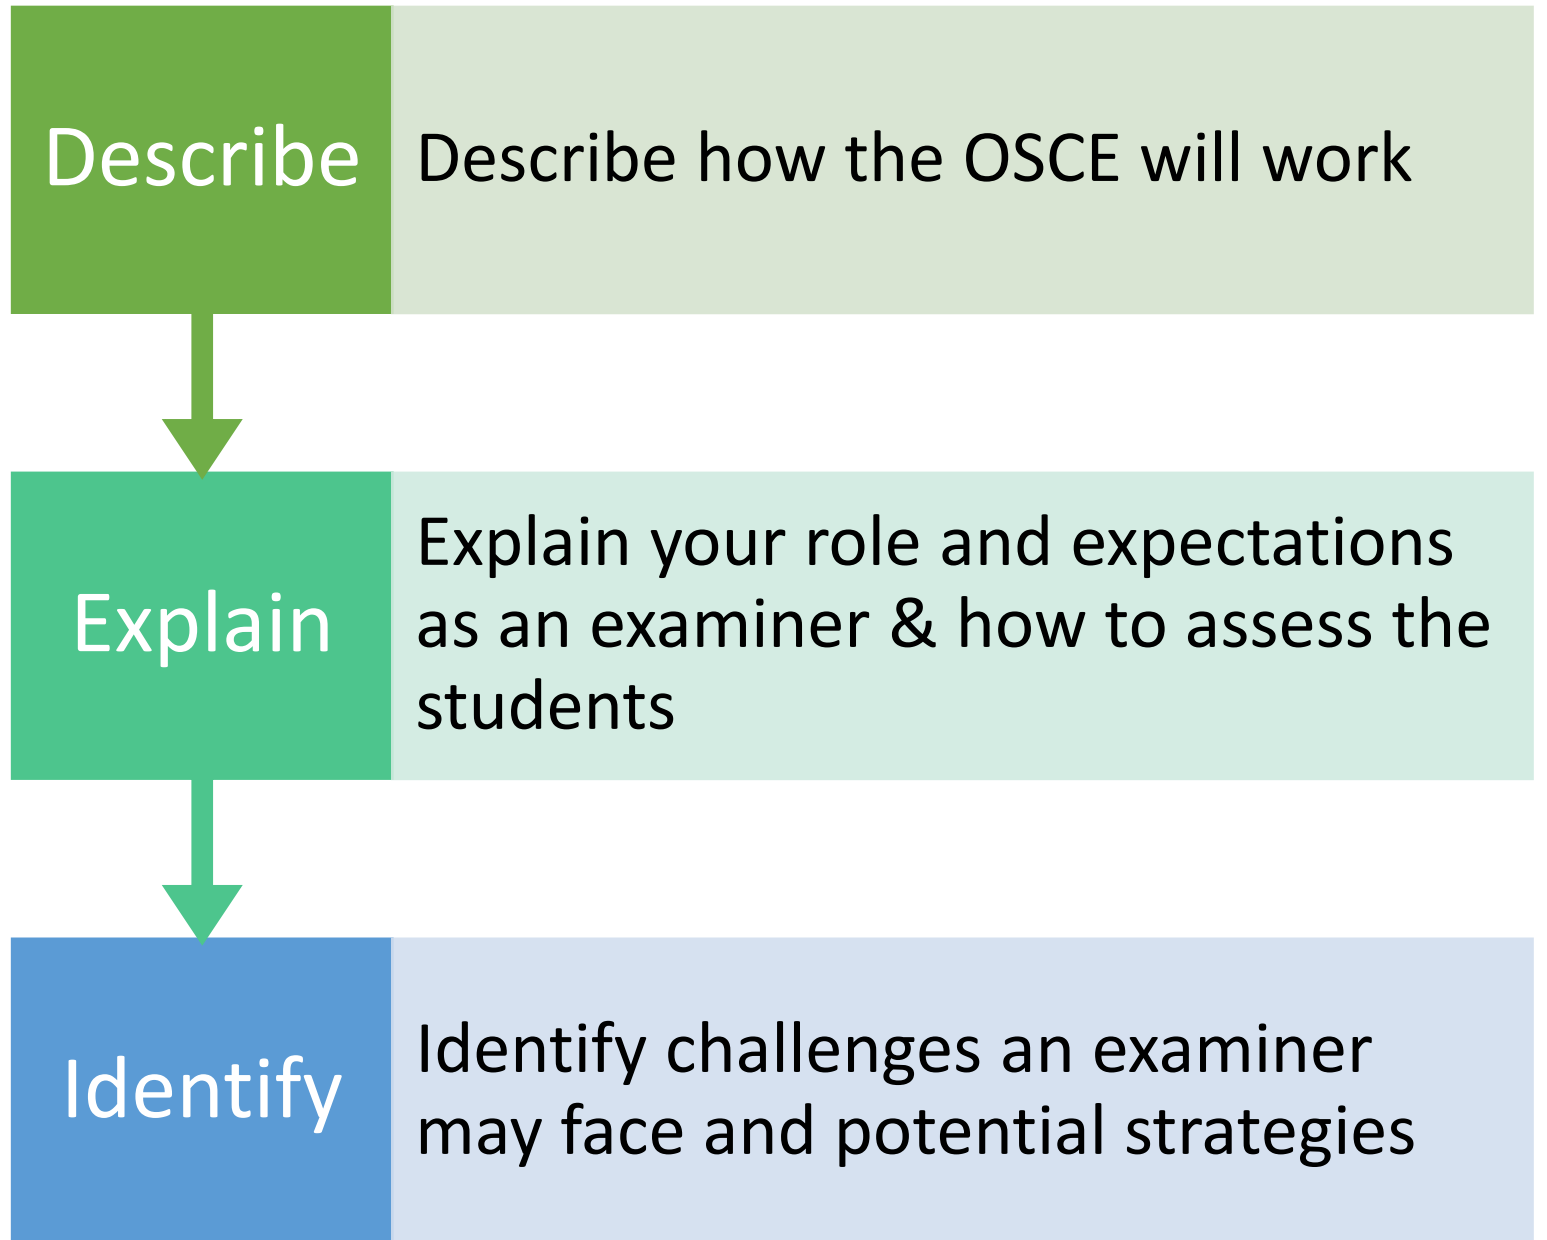 Describe
Describe how the OSCE will work
Explain
Explain your role and expectations
as an examiner & how to assess the
students
Identify
Identify challenges an examiner
may face and potential strategies